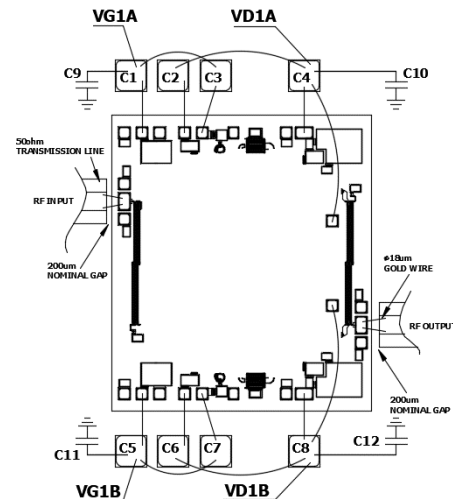 VG1A
VD1A
C9
C1
C2
C3
C4
C10
50ohm
TRANSMISSION LINE
RF INPUT
200um
NOMINAL GAP
ø18um
GOLD WIRE
RF OUTPUT
200um
NOMINAL GAP
C11
C5
C6
C7
C8
C12
VG1B
VD1B